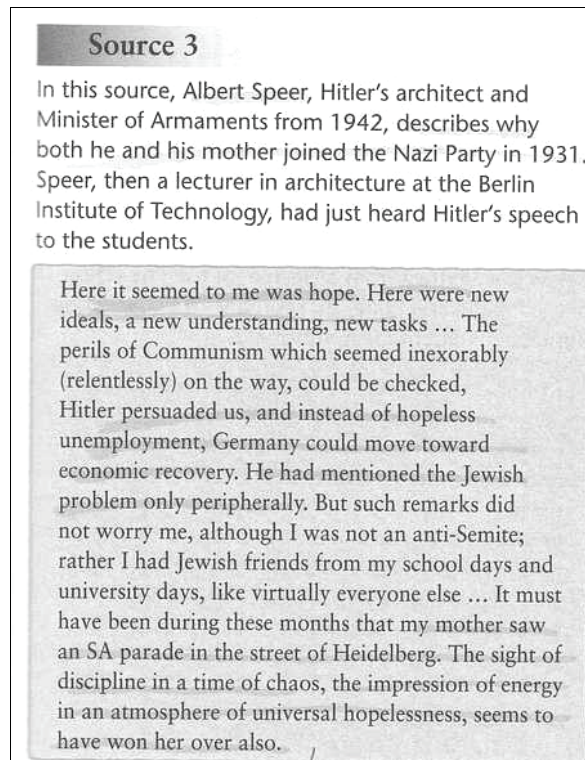 Source 3
In this source, Albert Speer, Hitler's architect and
Minister of Armaments from 1942, describes why
both he and his mother joined the Nazi Party in 1931.
Speer, then a lecturer in architecture at the Berlin
Institute of Technology, had just heard Hitler's speech
to the students.
Here it seemed to me was hope. Here were new
ideals, a new understanding, new tasks … The
perils of Communism which seemed inexorably
(relentlessly) on the way, could be checked,
Hitler persuaded us, and instead of hopeless
unemployment, Germany could move toward
economic recovery. He had mentioned the Jewish
problem only peripherally. But such remarks did
not worry me, although I was not an anti-Semite;
rather I had Jewish friends from my school days and
university days, like virtually everyone else … It must
have been during these months that my mother saw
an SA parade in the street of Heidelberg. The sight of
discipline in a time of chaos, the impression of energy
in an atmosphere of universal hopelessness, seems to
have won her over also.